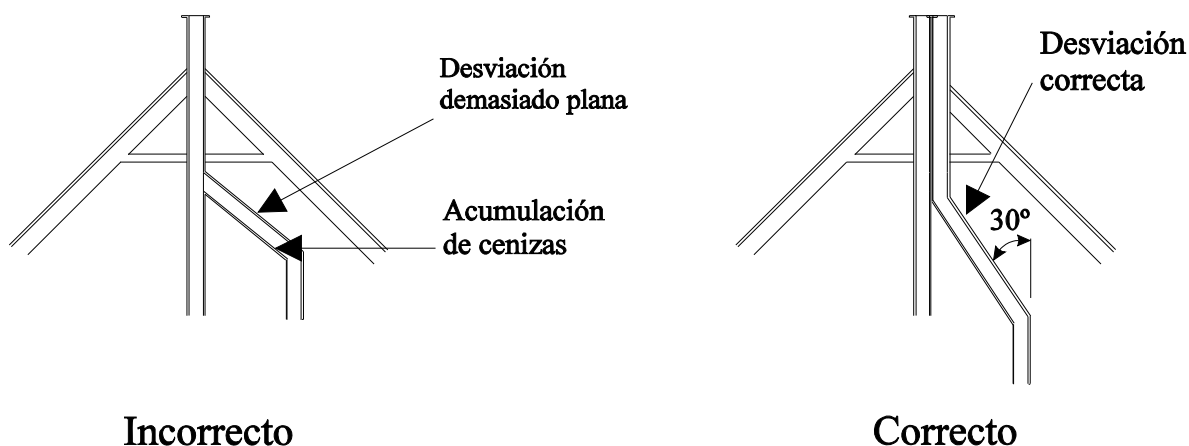 Desviación
demasiado plana
Acumulación
de cenizas
Incorrecto
Desviación
correcta
30º
Correcto